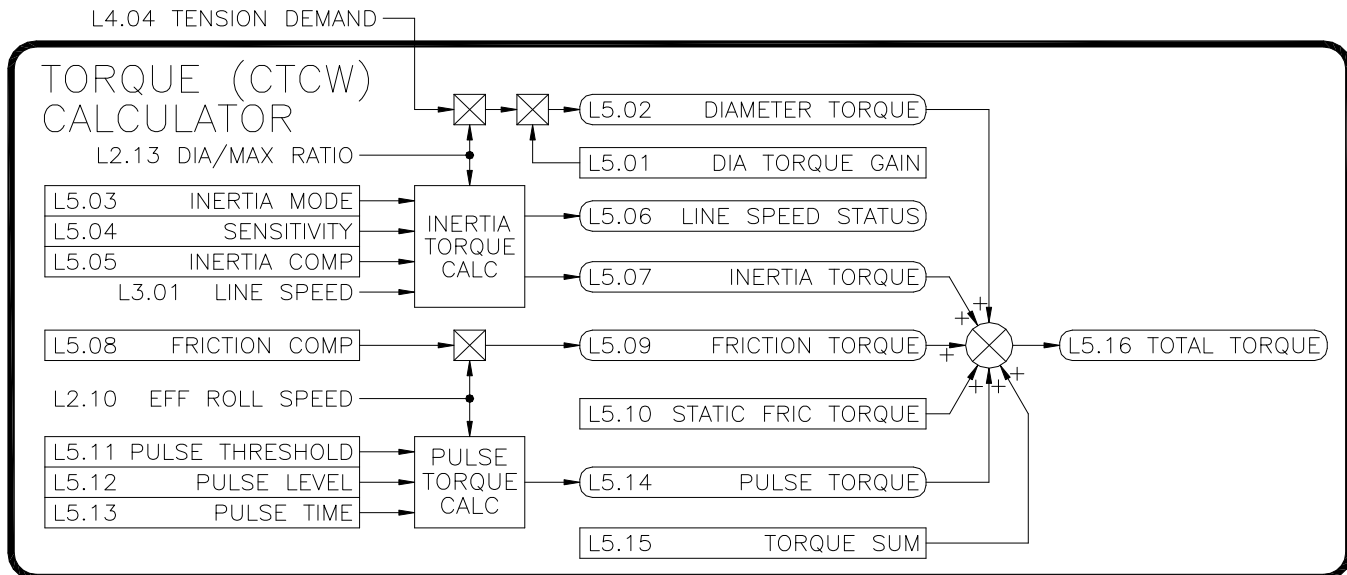 L4.04 TENSION DEMAND
TORQUE (CTCW)
CALCULATOR
L5.02 DIAMETER TORQUE
L2.13 DIA/MAX RATIO
L5.01 DIA TORQUE GAIN
L5.03 INERTIA MODE
L5.04 SENSITIVITY
L5.05 INERTIA COMP
L3.01 LINE SPEED
INERTIA
TORQUE
CALC
L5.06 LINE SPEED STATUS
L5.07 INERTIA TORQUE
L5.08 FRICTION COMP
L5.09 FRICTION TORQUE
+
+
+
+
+
+
L5.16 TOTAL TORQUE
L2.10 EFF ROLL SPEED
L5.10 STATIC FRIC TORQUE
L5.11 PULSE THRESHOLD
L5.12 PULSE LEVEL
L5.13 PULSE TIME
PULSE
TORQUE
CALC
L5.14 PULSE TORQUE
L5.15 TORQUE SUM